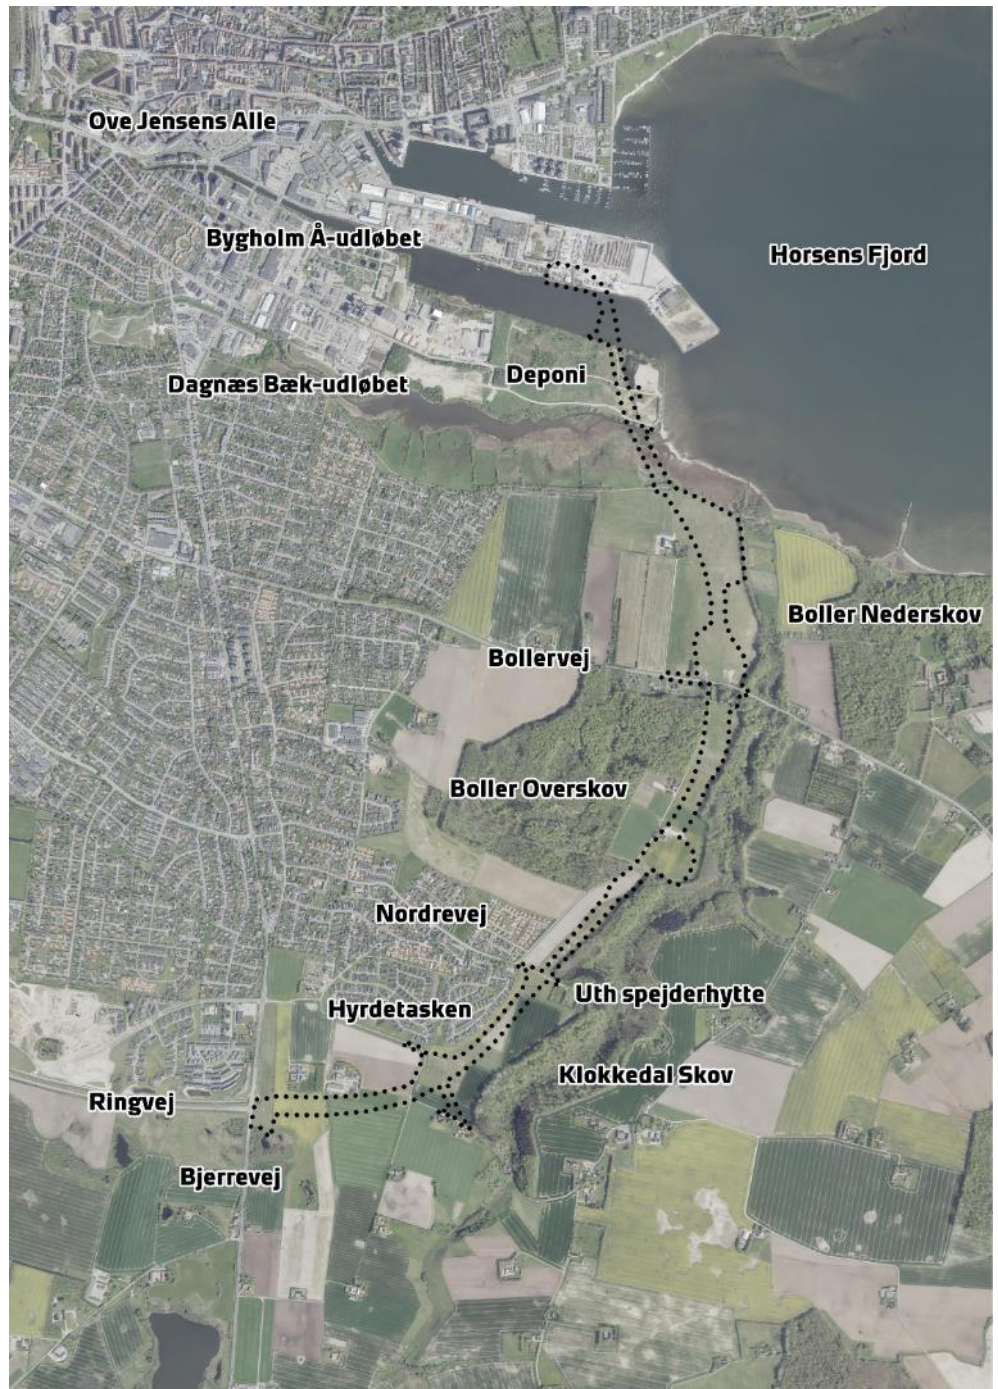 Ove Jensens Alle
Bygholm Å-udløbet
Horsens Fjord
Deponi
Dagnæs Bæk-udløbet
Boller Nederskov
Bollervej
Boller Overskov
Nordrevej
Uth spejderhytte
Hyrdetasken
Klokkedal Skov
Ringvej
Bjerrevej